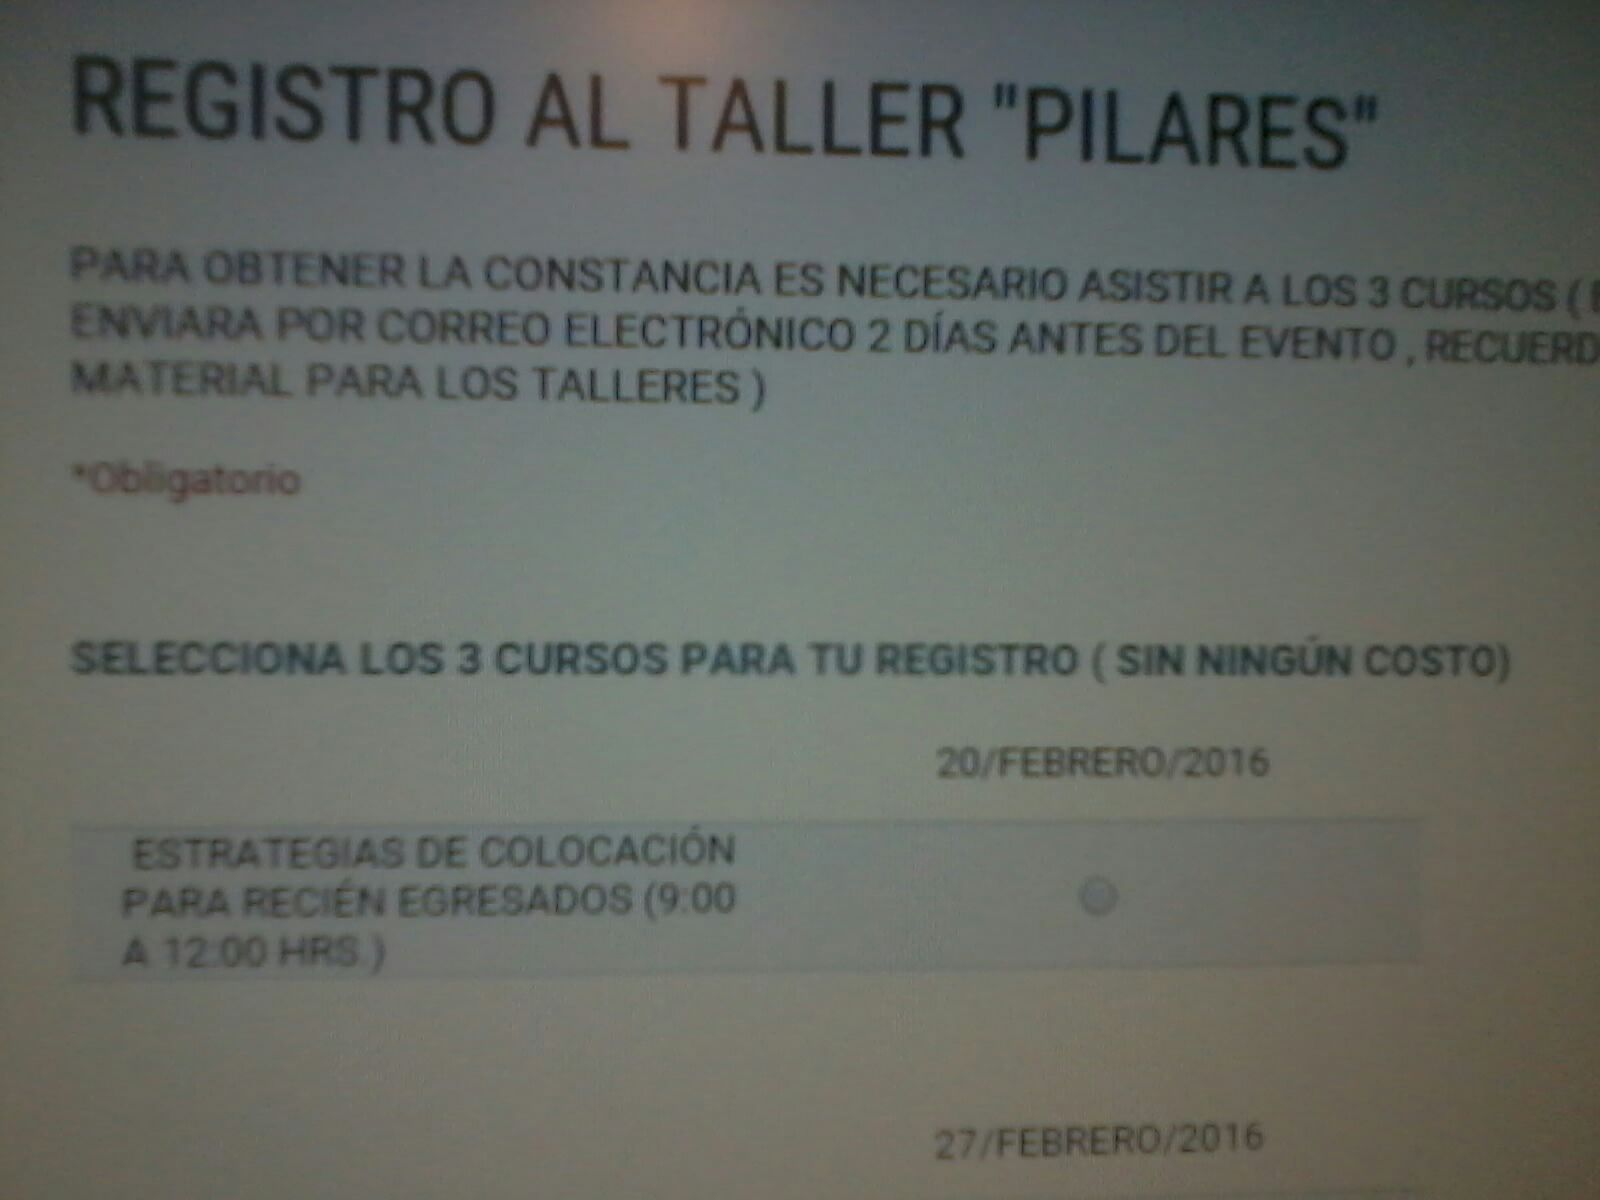 REGISTRO AL TALLER "PILARES"
PARA OBTENER LA CONSTANCIA ES NECESARIO ASISTIR A LOS 3 CURSOS (
ENVIARA POR CORREO ELECTRÓNICO 2 DÍAS ANTES DEL EVENTO , RECUERD
MATERIAL PARA LOS TALLERES )
*Obligatorio
SELECCIONA LOS 3 CURSOS PARA TU REGISTRO ( SIN NINGÚN COSTO)
20/FEBRERO/2016
ESTRATEGIAS DE COLOCACIÓN
PARA RECIÉN EGRESADOS (9:00
A 12:00 HRS.)
27/FEBRERO/2016